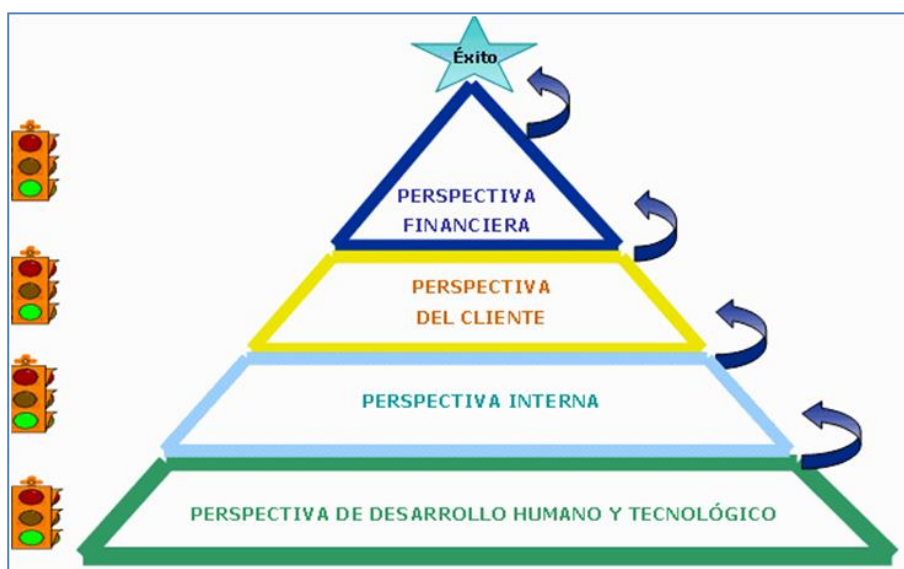 Éxito
PERSPECTIVA
FINANCIERA
PERSPECTIVA
DEL CLIENTE
PERSPECTIVA INTERNA
PERSPECTIVA DE DESARROLLO HUMANO Y TECNOLÓGICO